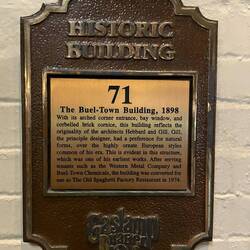 HISTORIC
BUILDING
71
The Buel-Town Building, 1898
With its arched corner entrance, bay window, and
corbelled brick cornice, this building reflects
the originality of the architects Hebbard and Gill. Gill,
the principle designer, had a preference for natural
forms, over the highly ornate European styles
common of his era. This is evident in this structure,
which was one of his earliest works. After serving
tenants such as the Western Metal Company and
Buel-Town Chemicals, the building was converted for
use as The Old Spaghetti Factory Restaurant in 1974.
Gaslamp
Quarter